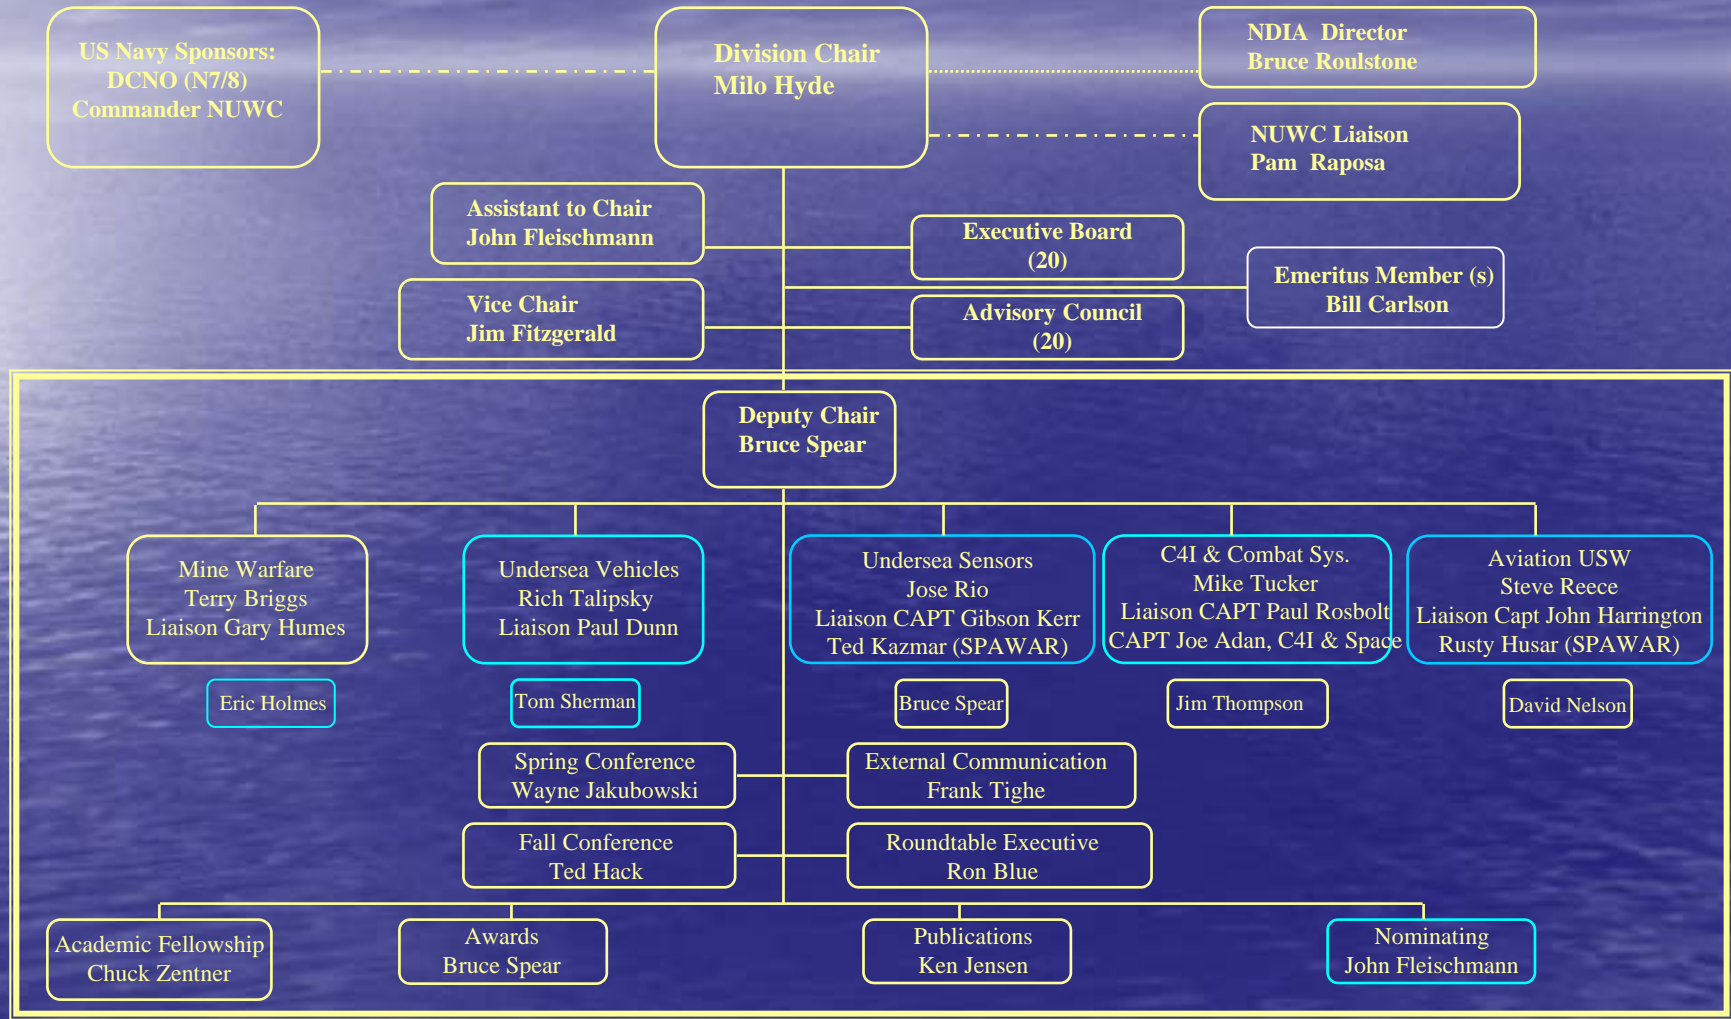 US Navy Sponsors:
DCNO (N7/8)
Commander NUWC
Division Chair
Milo Hyde
NDIA  Director
Bruce Roulstone
NUWC Liaison
Pam  Raposa
Assistant to Chair
John Fleischmann
Executive Board
(20)
Emeritus Member (s)
Bill Carlson
Vice Chair
Jim Fitzgerald
Advisory Council
(20)
Deputy Chair
Bruce Spear
Mine Warfare
Terry Briggs
Liaison Gary Humes
Undersea Vehicles
Rich Talipsky
Liaison Paul Dunn
Undersea Sensors
Jose Rio
Liaison CAPT Gibson Kerr
Ted Kazmar (SPAWAR)
C4I & Combat Sys.
Mike Tucker
Liaison CAPT Paul Rosbolt
CAPT Joe Adan, C4I & Space
Aviation USW
Steve Reece
Liaison Capt John Harrington
Rusty Husar (SPAWAR)
Eric Holmes
Tom Sherman
Bruce Spear
Jim Thompson
David Nelson
Spring Conference
Wayne Jakubowski
External Communication
Frank Tighe
Fall Conference
Ted Hack
Roundtable Executive
Ron Blue
Academic Fellowship
Chuck Zentner
Awards
Bruce Spear
Publications
Ken Jensen
Nominating
John Fleischmann